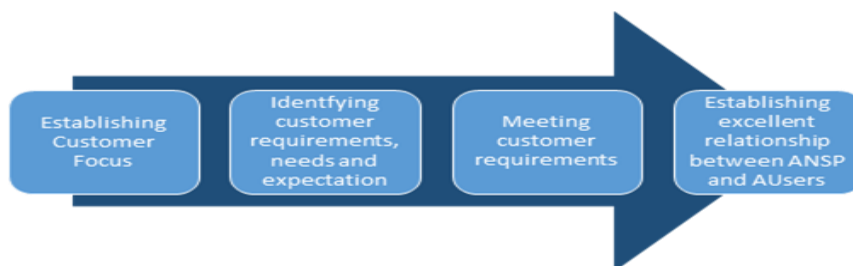 Establishing
Customer
Focus
Identfying
customer
requirements,
needs and
expectation
Meeting
customer
requirements
Establishing
excellent
relationship
between ANSP
and AUsers